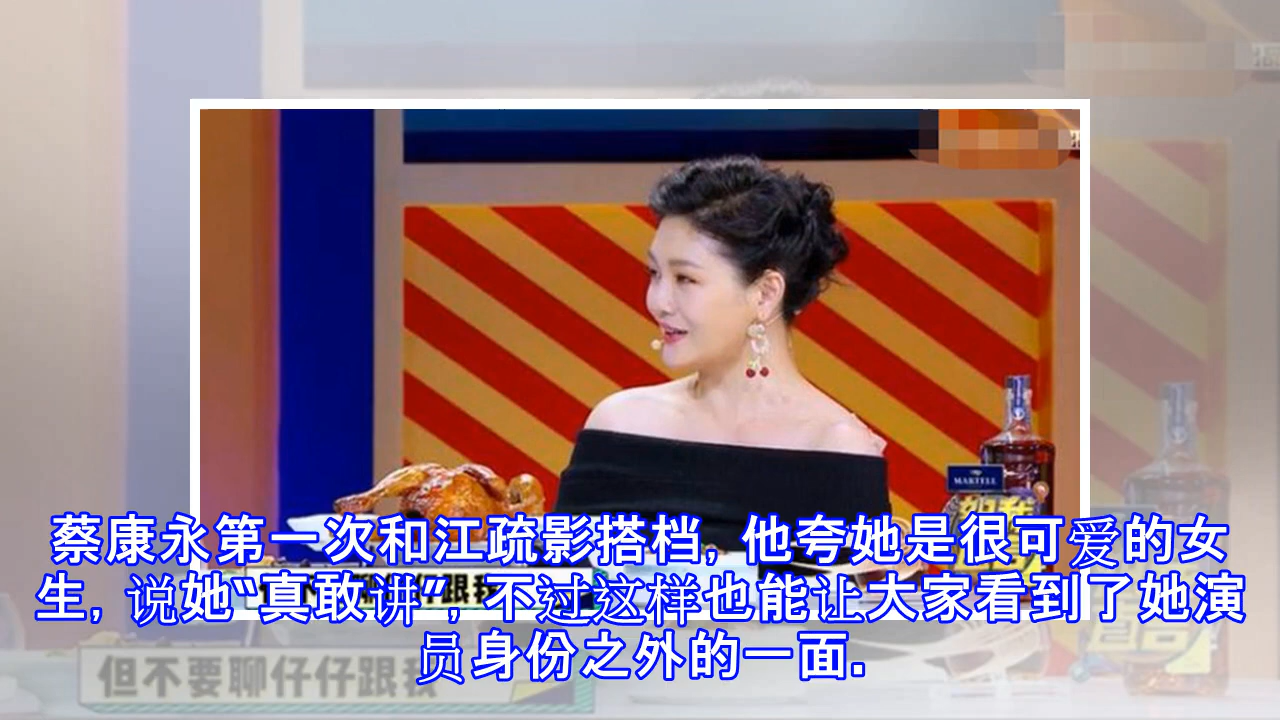 MARTELL
蔡康永第一次和江疏影搭档, 他夸她是很可爱的女
生, 说她“真敢讲”, 不过这样也能让大家看到了她演
员身份之外的一面.
但不要聊仔仔跟我